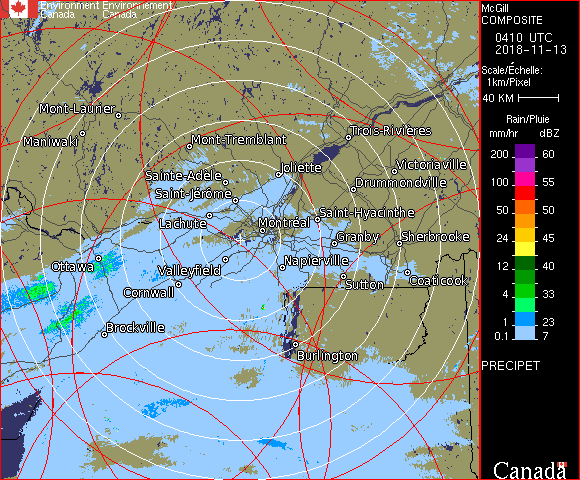 Environment Environnement
Canada Canada
McGill
COMPOSITE
0410 UTC
2018-11-13
Scale/Échelle:
1km/Pixel
40 KM
Rain/Pluie
mm/hr dBZ
200 60
100 55
50 50
24 45
12 40
4 33
1 23
0.1 7
PRECIPET
Canada
Mont-Laurier
Maniwaki
Mont-Tremblant
Trois-Rivières
Sainte-Adèle
Joliette
Victoriaville
Saint-Jérôme
Drummondville
Lachute
Montréal
Saint-Hyacinthe
Granby
Sherbrooke
Ottawa
Valleyfield
Napierville
Cornwall
Sutton
Coaticook
Brockville
Burlington